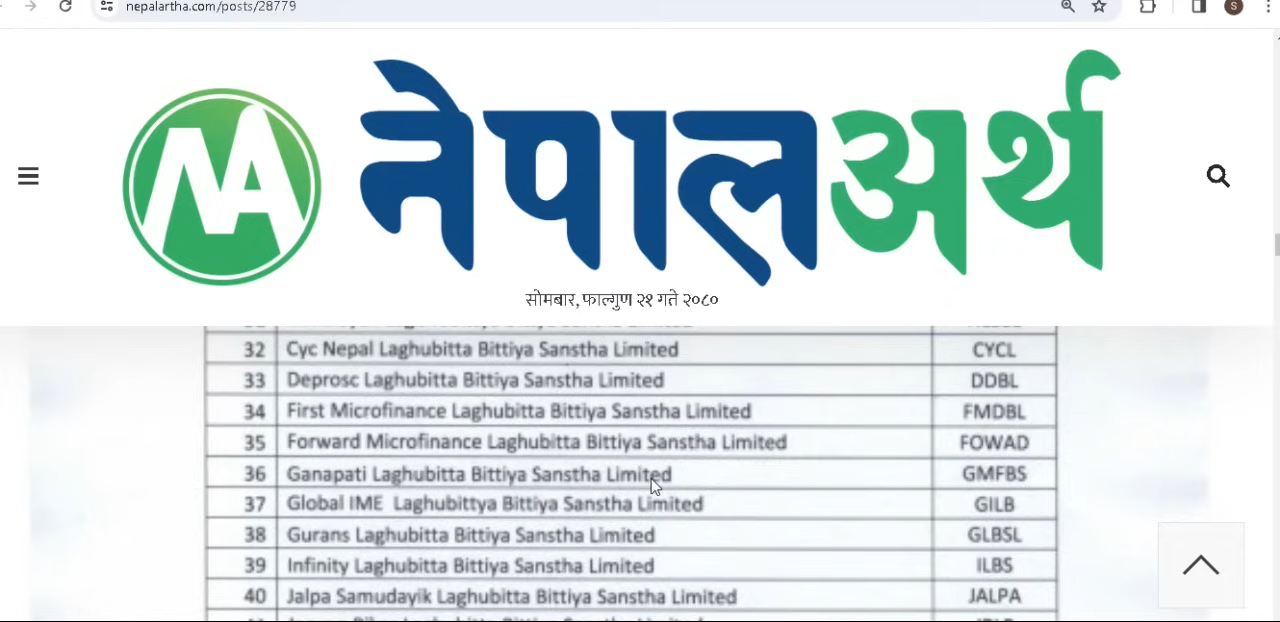 nepalartha.com/posts/28779
S
NA
नेपालअर्थ
सोमबार, फाल्गुण २१ गते २०८०
32 Cyc Nepal Laghubitta Bittiya Sanstha Limited CYCL
33 Deprosc Laghubitta Bittiya Sanstha Limited DDBL
34 First Microfinance Laghubitta Bittiya Sanstha Limited FMDBL
35 Forward Microfinance Laghubitta Bittiya Sanstha Limited FOWAD
36 Ganapati Laghubitta Bittiya Sanstha Limited GMFBS
37 Global IME Laghubittya Bittiya Sanstha Limited GILB
38 Gurans Laghubitta Bittiya Sanstha Limited GLBSL
39 Infinity Laghubitta Bittiya Sanstha Limited ILBS
40 Jalpa Samudayik Laghubitta Bittiya Sanstha Limited JALPA